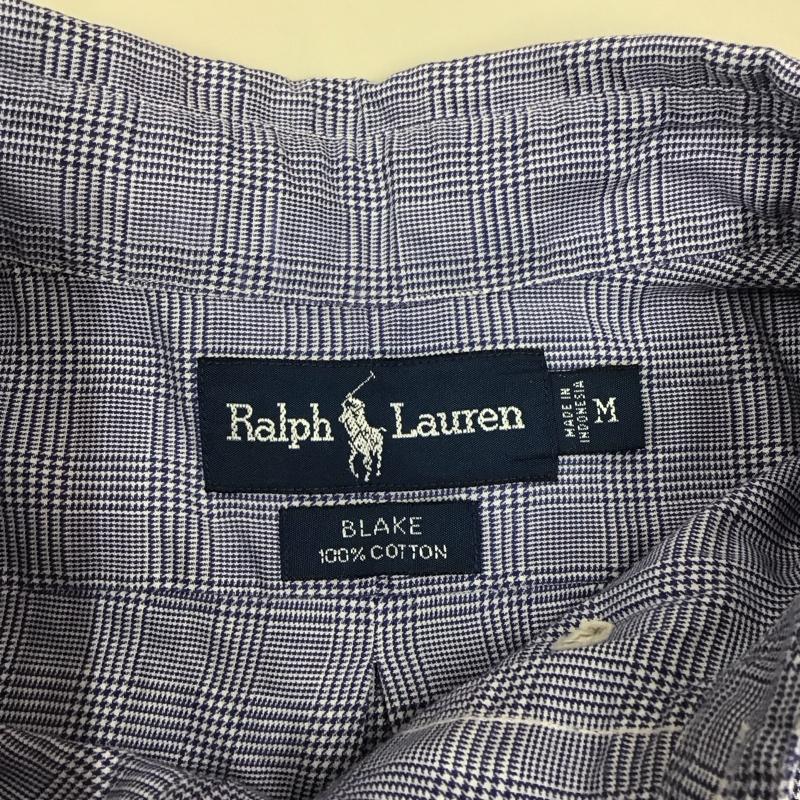 Ralph Lauren
MADE IN
INDONESIA
M
BLAKE
100% COTTON